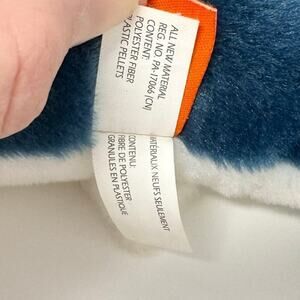 ALL NEW MATERIAL
REG. NO. PA-17066 (CN)
CONTENT:
POLYESTER FIBER
PLASTIC PELLETS
MATÉRIAUX NEUFS SEULEMENT
CONTENU:
FIBRE DE POLYESTER
GRANULES EN PLASTIQUE